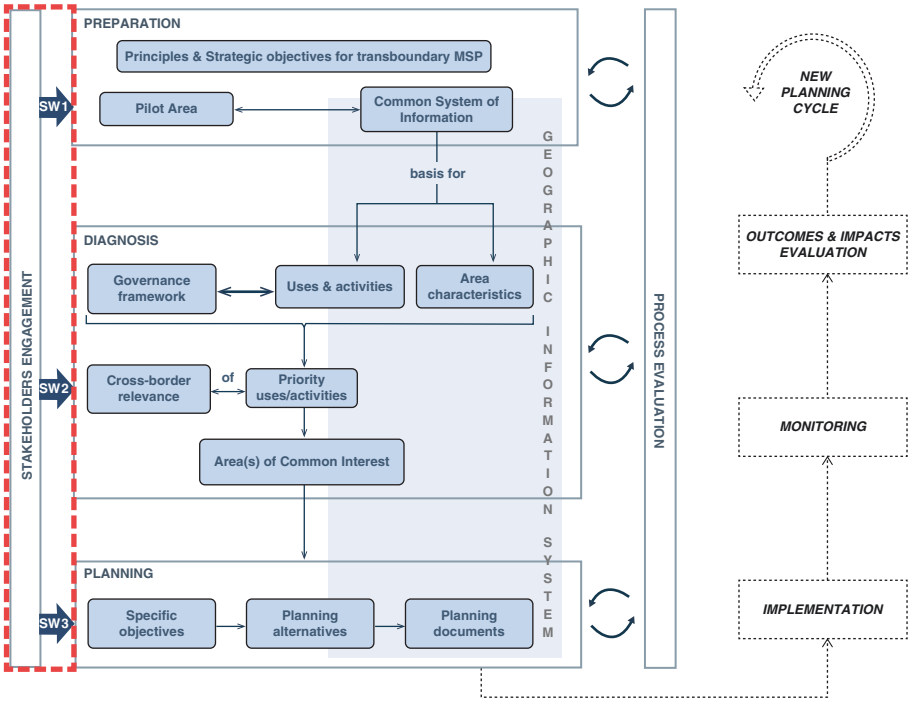 PREPARATION
Principles & Strategic objectives for transboundary MSP
SW1
Pilot Area
Common System of
Information
basis for
DIAGNOSIS
Governance
framework
Uses & activities
Area
characteristics
SW2
Cross-border
relevance
of
Priority
uses/activities
Area(s) of Common Interest
PLANNING
SW3
Specific
objectives
Planning
alternatives
Planning
documents
STAKEHOLDERS ENGAGEMENT
GEOGRAPHIC INFORMATION SYSTEM
PROCESS EVALUATION
NEW
PLANNING
CYCLE
OUTCOMES & IMPACTS
EVALUATION
MONITORING
IMPLEMENTATION